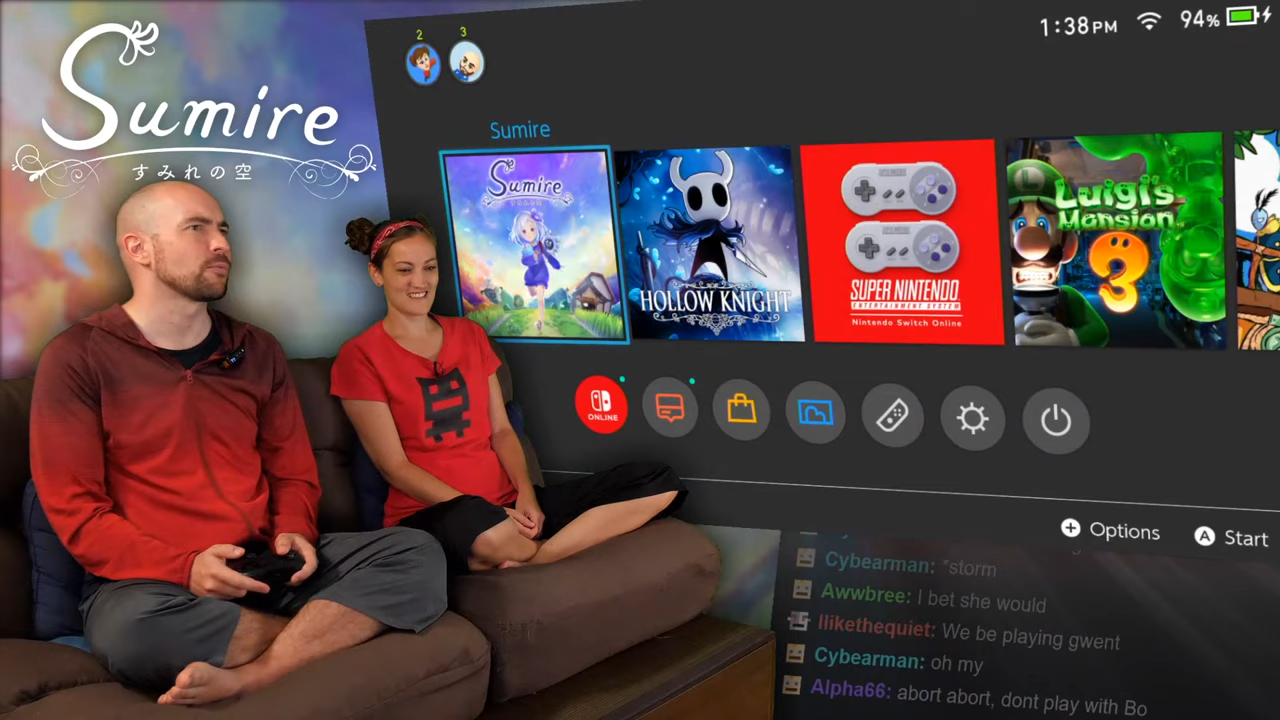 Sumire
すみれの空
2
3
1:38PM
94%
Sumire
Sumire
HOLLOW KNIGHT
SUPER NINTENDO
ENTERTAINMENT SYSTEM
Nintendo Switch Online
Luigi's
Mansion
3
ONLINE
+ Options
A Start
Cybearman: *storm
Awwbree: I bet she would
Ilikethequiet: We be playing gwent
Cybearman: oh my
Alpha66: abort abort, dont play with Bo